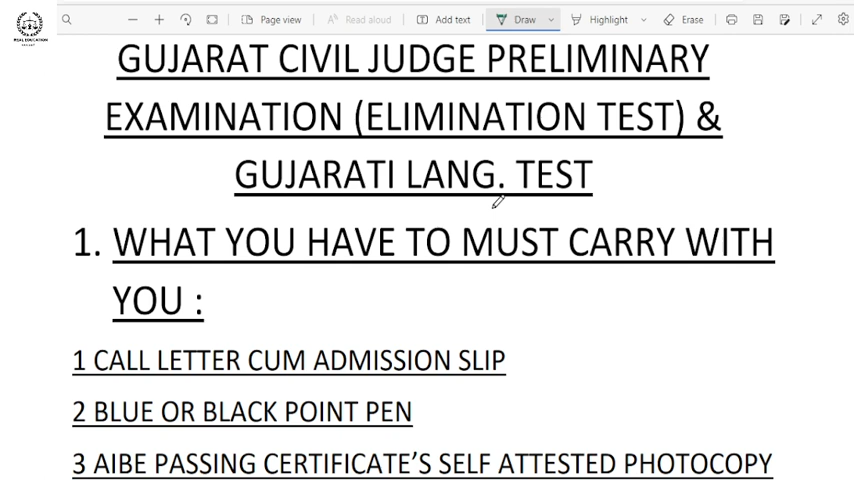 Page view
Read aloud
Add text
Draw
Highlight
Erase
REAL EDUCATION
GUJARAT CIVIL JUDGE PRELIMINARY
EXAMINATION (ELIMINATION TEST) &
GUJARATI LANG. TEST
1. WHAT YOU HAVE TO MUST CARRY WITH
YOU :
1 CALL LETTER CUM ADMISSION SLIP
2 BLUE OR BLACK POINT PEN
3 AIBE PASSING CERTIFICATE’S SELF ATTESTED PHOTOCOPY